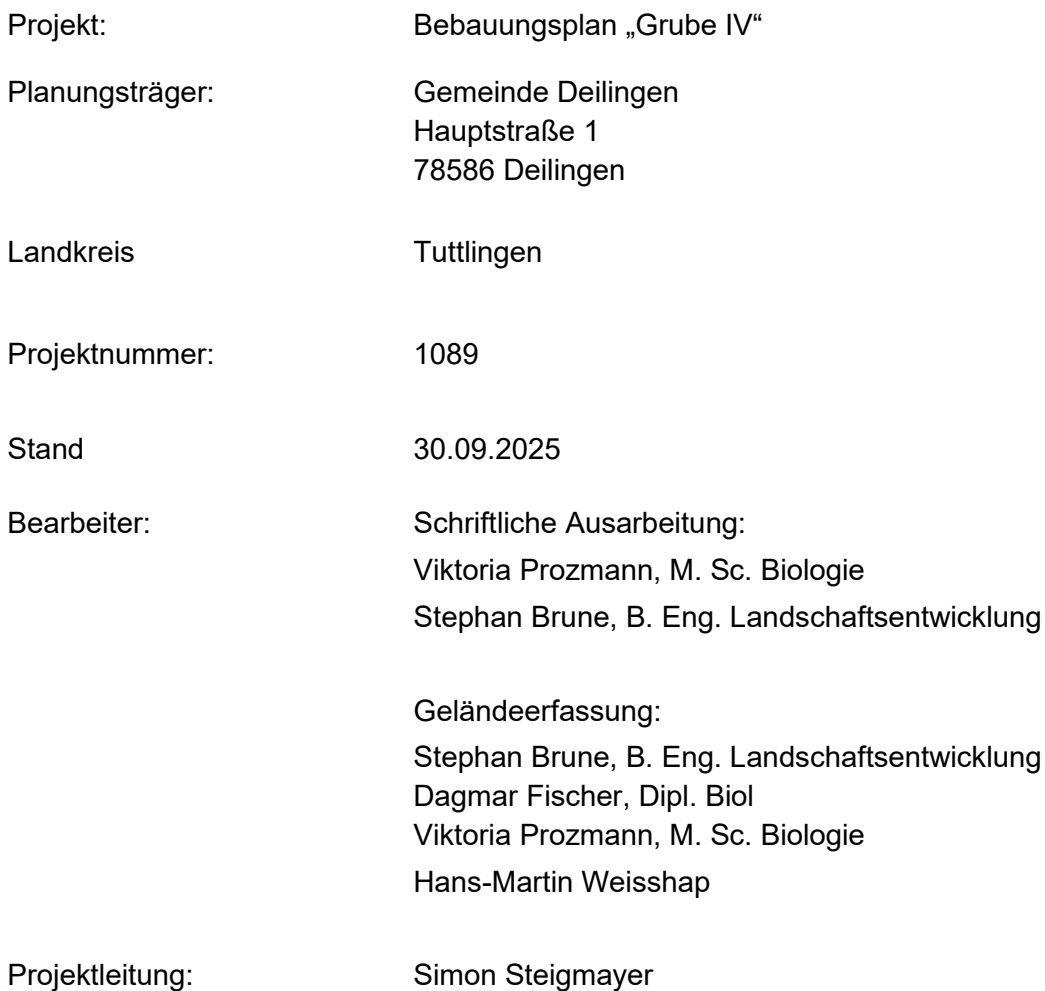 Projekt: Bebauungsplan „Grube IV“
Planungsträger: Gemeinde Deilingen
Hauptstraße 1
78586 Deilingen
Landkreis Tuttlingen
Projektnummer: 1089
Stand 30.09.2025
Bearbeiter: Schriftliche Ausarbeitung:
Viktoria Prozmann, M. Sc. Biologie
Stephan Brune, B. Eng. Landschaftsentwicklung
Geländeerfassung:
Stephan Brune, B. Eng. Landschaftsentwicklung
Dagmar Fischer, Dipl. Biol
Viktoria Prozmann, M. Sc. Biologie
Hans-Martin Weisshap
Projektleitung: Simon Steigmayer